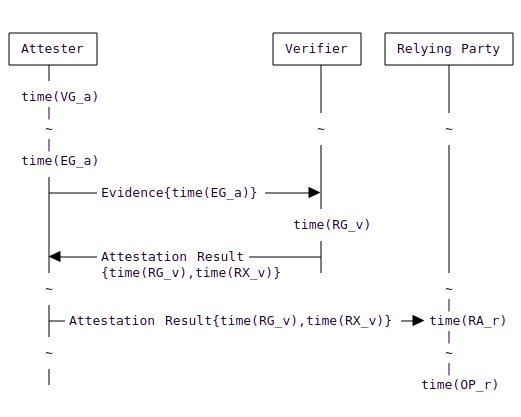 Attester Verifier Relying Party
time(VG_a)
~ ~ ~
time(EG_a)
Evidence{time(EG_a)}
time(RG_v)
Attestation Result
{time(RG_v),time(RX_v)}
~ ~
Attestation Result{time(RG_v),time(RX_v)} time(RA_r)
~ ~
time(OP_r)